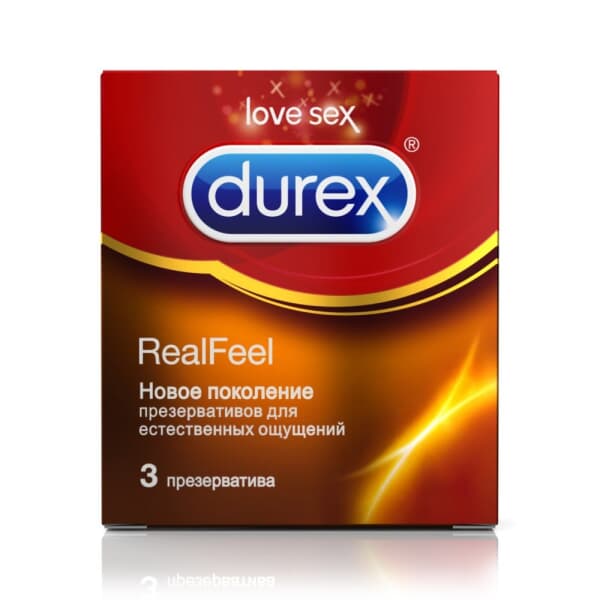 love sex
durex®
RealFeel
Новое поколение
презервативов для
естественных ощущений
3 презерватива